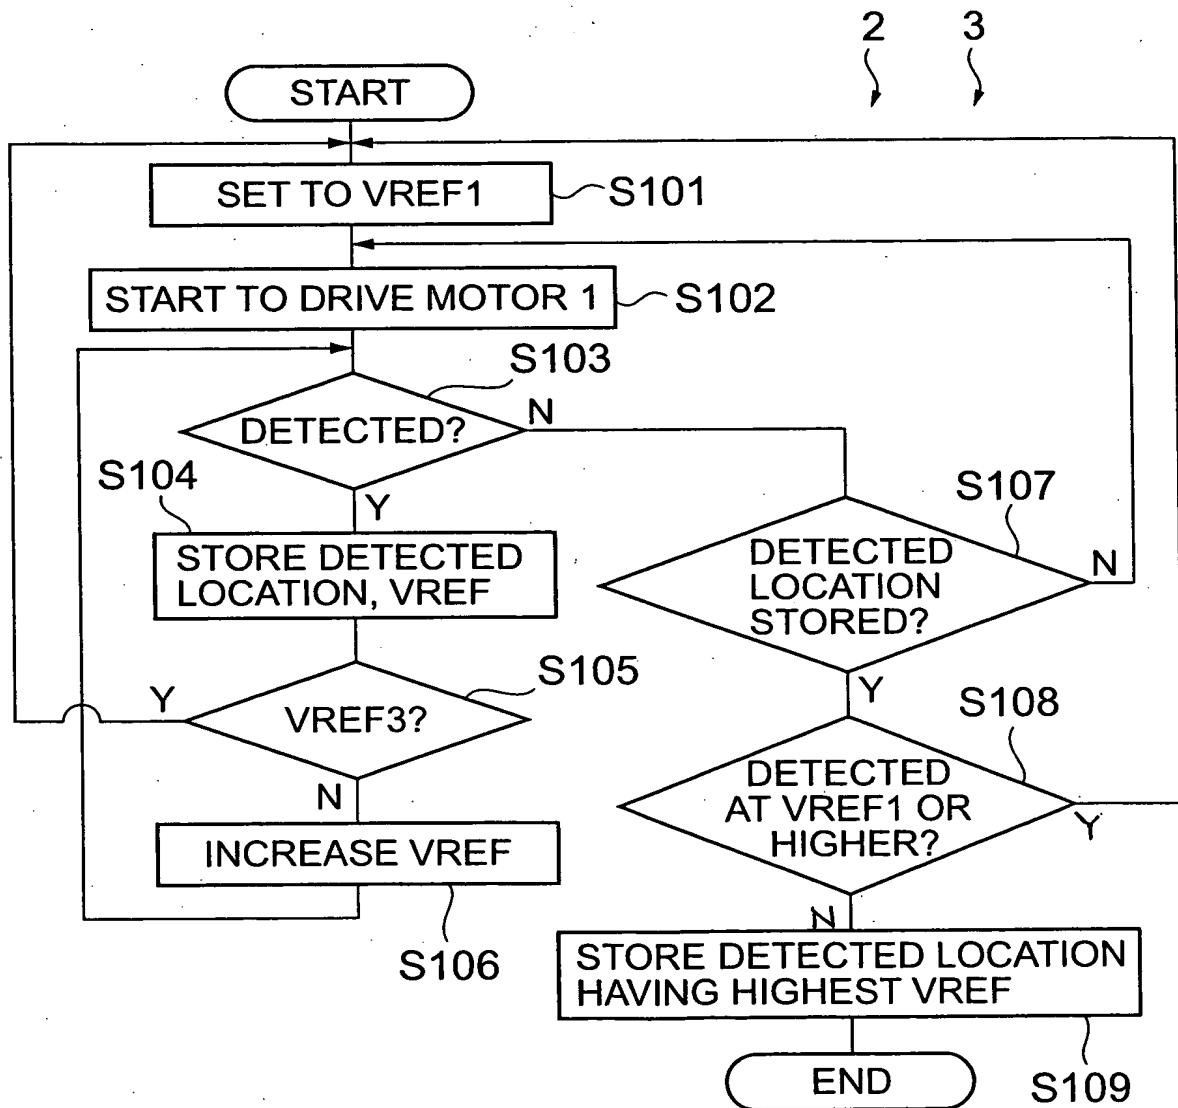 2 3
START
SET TO VREF1
S101
START TO DRIVE MOTOR 1
S102
S103
DETECTED?
N
S104
Y
STORE DETECTED
LOCATION, VREF
S107
DETECTED
LOCATION
STORED?
N
Y
S105
VREF3?
Y
N
S108
DETECTED
AT VREF1 OR
HIGHER?
Y
INCREASE VREF
S106
N
STORE DETECTED LOCATION
HAVING HIGHEST VREF
S109
END